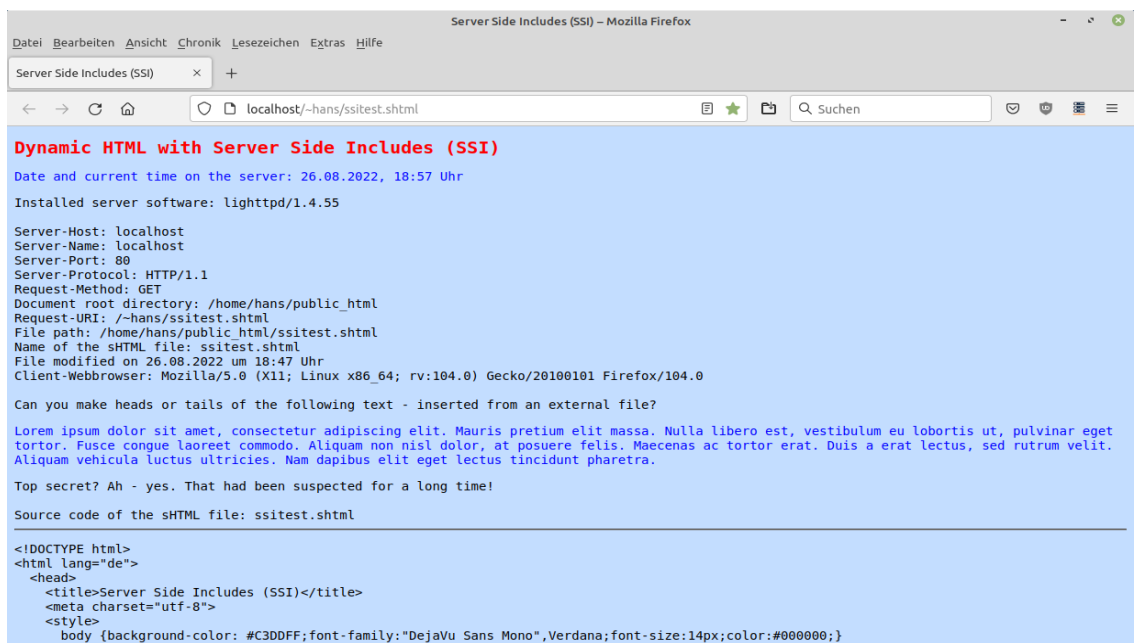 Server Side Includes (SSI) – Mozilla Firefox
Datei Bearbeiten Ansicht Chronik Lesezeichen Extras Hilfe
Server Side Includes (SSI)
localhost/~hans/ssitest.shtml
Suchen
Dynamic HTML with Server Side Includes (SSI)
Date and current time on the server: 26.08.2022, 18:57 Uhr
Installed server software: lighttpd/1.4.55
Server-Host: localhost
Server-Name: localhost
Server-Port: 80
Server-Protocol: HTTP/1.1
Request-Method: GET
Document root directory: /home/hans/public_html
Request-URI: /~hans/ssitest.shtml
File path: /home/hans/public_html/ssitest.shtml
Name of the sHTML file: ssitest.shtml
File modified on 26.08.2022 um 18:47 Uhr
Client-Webbrowser: Mozilla/5.0 (X11; Linux x86_64; rv:104.0) Gecko/20100101 Firefox/104.0
Can you make heads or tails of the following text - inserted from an external file?
Lorem ipsum dolor sit amet, consectetur adipiscing elit. Mauris pretium elit massa. Nulla libero est, vestibulum eu lobortis ut, pulvinar eget
tortor. Fusce congue laoreet commodo. Aliquam non nisl dolor, at posuere felis. Maecenas ac tortor erat. Duis a erat lectus, sed rutrum velit.
Aliquam vehicula luctus ultricies. Nam dapibus elit eget lectus tincidunt pharetra.
Top secret? Ah - yes. That had been suspected for a long time!
Source code of the sHTML file: ssitest.shtml
<!DOCTYPE html>
<html lang="de">
  <head>
    <title>Server Side Includes (SSI)</title>
    <meta charset="utf-8">
    <style>
      body {background-color: #C3DDFF;font-family:"DejaVu Sans Mono",Verdana;font-size:14px;color:#000000;}